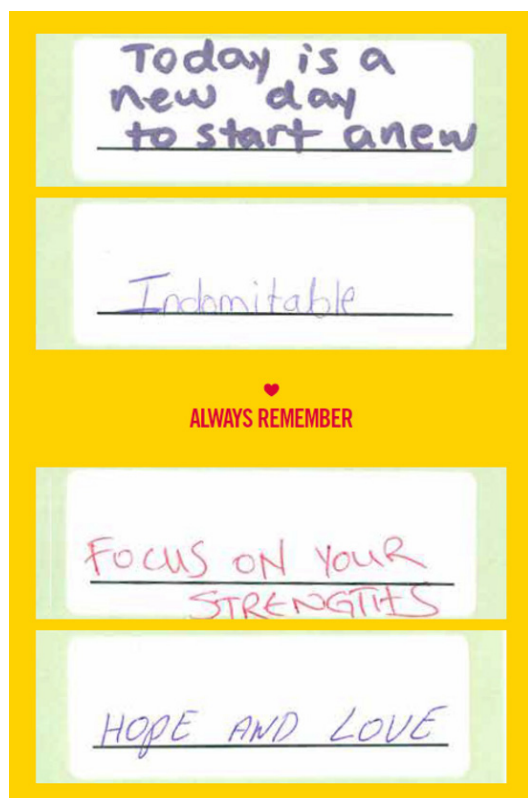 Today is a
new day
to start anew
Indomitable
ALWAYS REMEMBER
FOCUS ON YOUR
STRENGTHS
HOPE AND LOVE